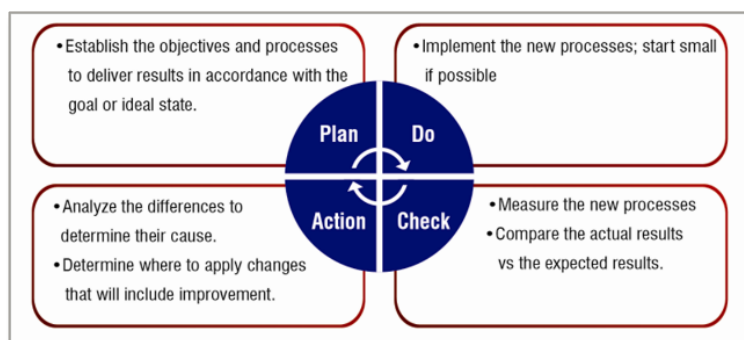 •Establish the objectives and processes
to deliver results in accordance with the
goal or ideal state.
•Implement the new processes; start small
if possible
Plan
Do
Action
Check
•Analyze the differences to
determine their cause.
•Determine where to apply changes
that will include improvement.
•Measure the new processes
•Compare the actual results
vs the expected results.